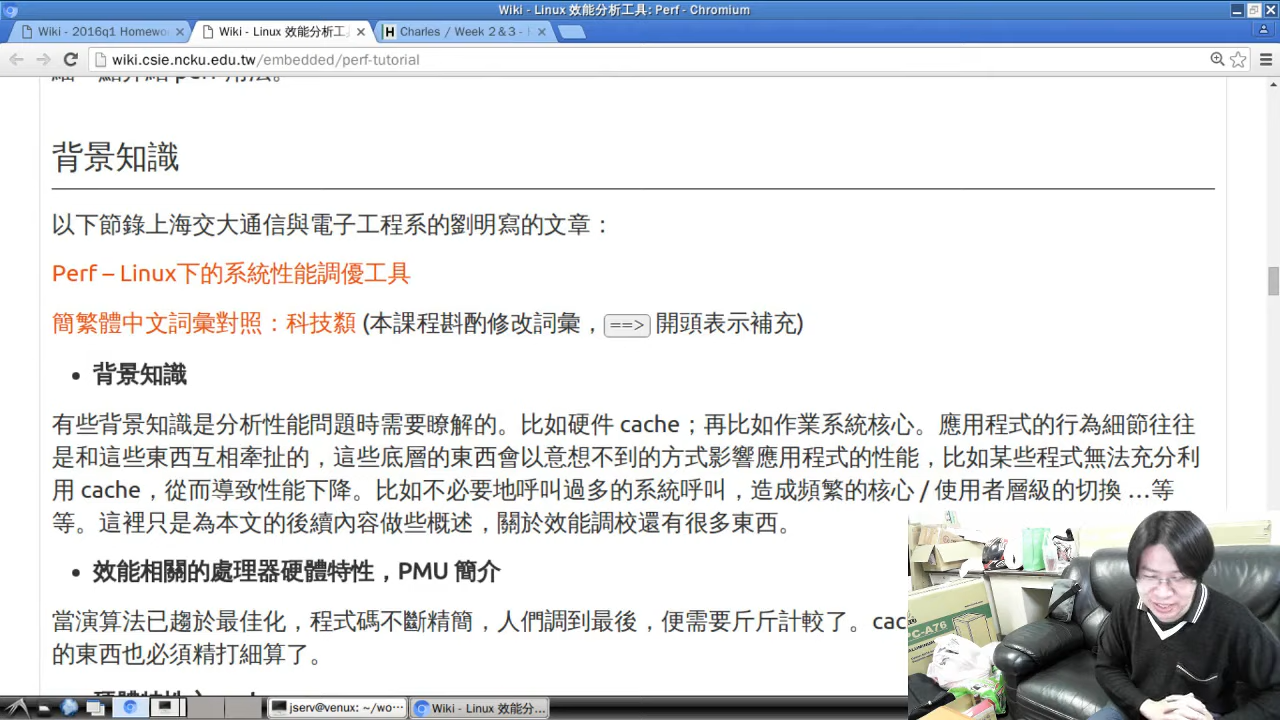 Wiki - Linux 效能分析工具: Perf - Chromium
Wiki - 2016q1 Homewo
Wiki - Linux 效能分析工
Charles / Week 2 & 3 -
wiki.csie.ncku.edu.tw/embedded/perf-tutorial
背景知識
以下節錄上海交大通信與電子工程系的劉明寫的文章：
Perf – Linux下的系統性能調優工具
簡繁體中文詞彙對照：科技類 (本課程斟酌修改詞彙，==> 開頭表示補充)
背景知識
有些背景知識是分析性能問題時需要瞭解的。比如硬件 cache；再比如作業系統核心。應用程式的行為細節往往
是和這些東西互相牽扯的，這些底層的東西會以意想不到的方式影響應用程式的性能，比如某些程式無法充分利
用 cache，從而導致性能下降。比如不必要地呼叫過多的系統呼叫，造成頻繁的核心 / 使用者層級的切換 …等
等。這裡只是為本文的後續內容做些概述，關於效能調校還有很多東西。
效能相關的處理器硬體特性，PMU 簡介
當演算法已趨於最佳化，程式碼不斷精簡，人們調到最後，便需要斤斤計較了。cac
的東西也必須精打細算了。
jserv@venux: ~/wo...
Wiki - Linux 效能分...
PC-A76